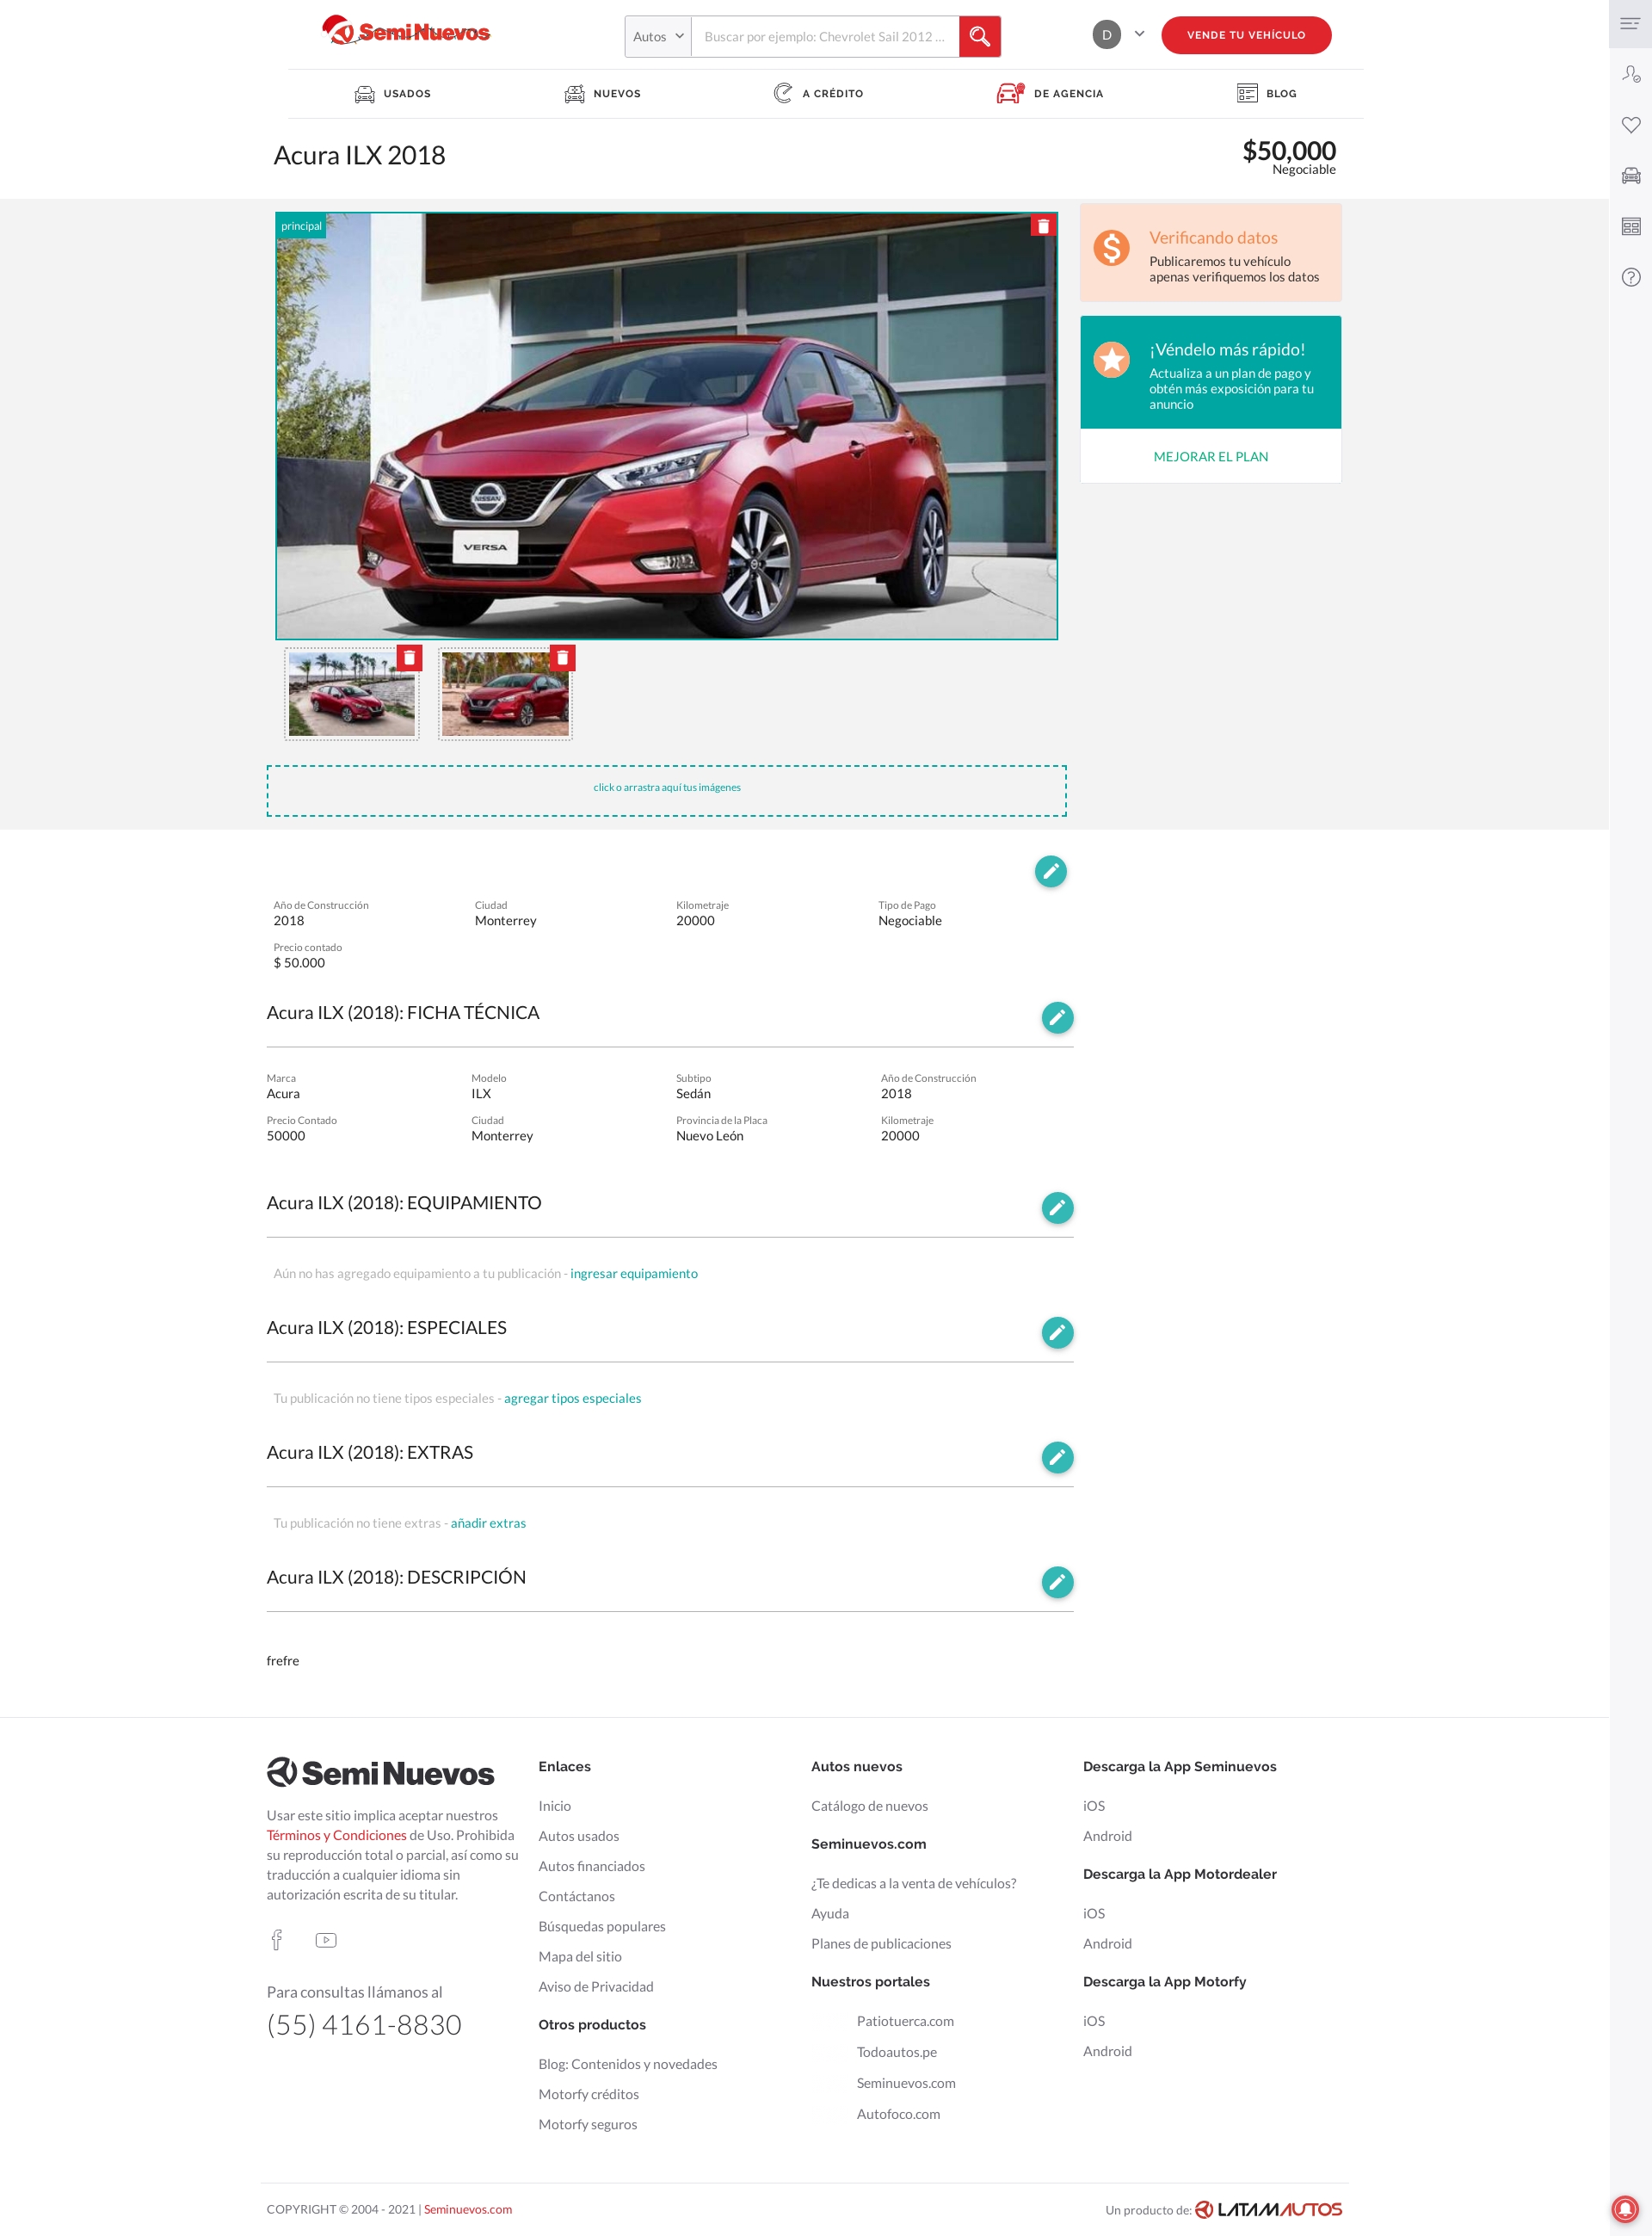 Semi Nuevos
Autos
Buscar por ejemplo: Chevrolet Sail 2012 ...
D
VENDE TU VEHÍCULO
USADOS
NUEVOS
A CRÉDITO
DE AGENCIA
BLOG
Acura ILX 2018
$50,000
Negociable
principal
NISSAN
VERSA
Verificando datos
Publicaremos tu vehículo
apenas verifiquemos los datos
¡Véndelo más rápido!
Actualiza a un plan de pago y
obtén más exposición para tu
anuncio
MEJORAR EL PLAN
click o arrastra aquí tus imágenes
Año de Construcción
2018
Ciudad
Monterrey
Kilometraje
20000
Tipo de Pago
Negociable
Precio contado
$ 50.000
Acura ILX (2018): FICHA TÉCNICA
Marca
Acura
Modelo
ILX
Subtipo
Sedán
Año de Construcción
2018
Precio Contado
50000
Ciudad
Monterrey
Provincia de la Placa
Nuevo León
Kilometraje
20000
Acura ILX (2018): EQUIPAMIENTO
Aún no has agregado equipamiento a tu publicación - ingresar equipamiento
Acura ILX (2018): ESPECIALES
Tu publicación no tiene tipos especiales - agregar tipos especiales
Acura ILX (2018): EXTRAS
Tu publicación no tiene extras - añadir extras
Acura ILX (2018): DESCRIPCIÓN
frefre
Semi Nuevos
Usar este sitio implica aceptar nuestros
Términos y Condiciones de Uso. Prohibida
su reproducción total o parcial, así como su
traducción a cualquier idioma sin
autorización escrita de su titular.
Para consultas llámanos al
(55) 4161-8830
Enlaces
Inicio
Autos usados
Autos financiados
Contáctanos
Búsquedas populares
Mapa del sitio
Aviso de Privacidad
Otros productos
Blog: Contenidos y novedades
Motorfy créditos
Motorfy seguros
Autos nuevos
Catálogo de nuevos
Seminuevos.com
¿Te dedicas a la venta de vehículos?
Ayuda
Planes de publicaciones
Nuestros portales
Patiotuerca.com
Todoautos.pe
Seminuevos.com
Autofoco.com
Descarga la App Seminuevos
iOS
Android
Descarga la App Motordealer
iOS
Android
Descarga la App Motorfy
iOS
Android
COPYRIGHT © 2004 - 2021 | Seminuevos.com
Un producto de: LATAMAUTOS